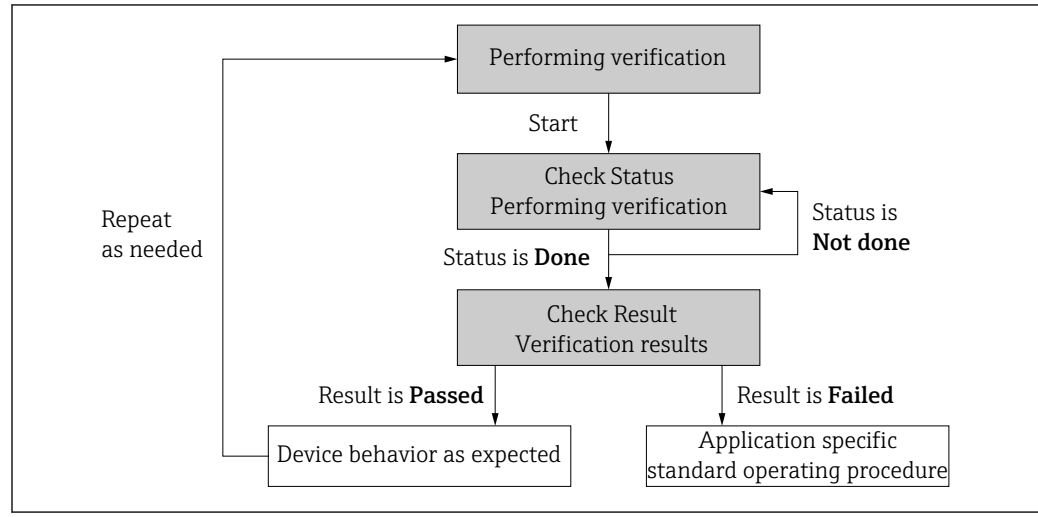 Performing verification
Start
Check Status
Performing verification
Repeat
as needed
Status is
Not done
Status is Done
Check Result
Verification results
Result is Passed
Result is Failed
Device behavior as expected
Application specific
standard operating procedure